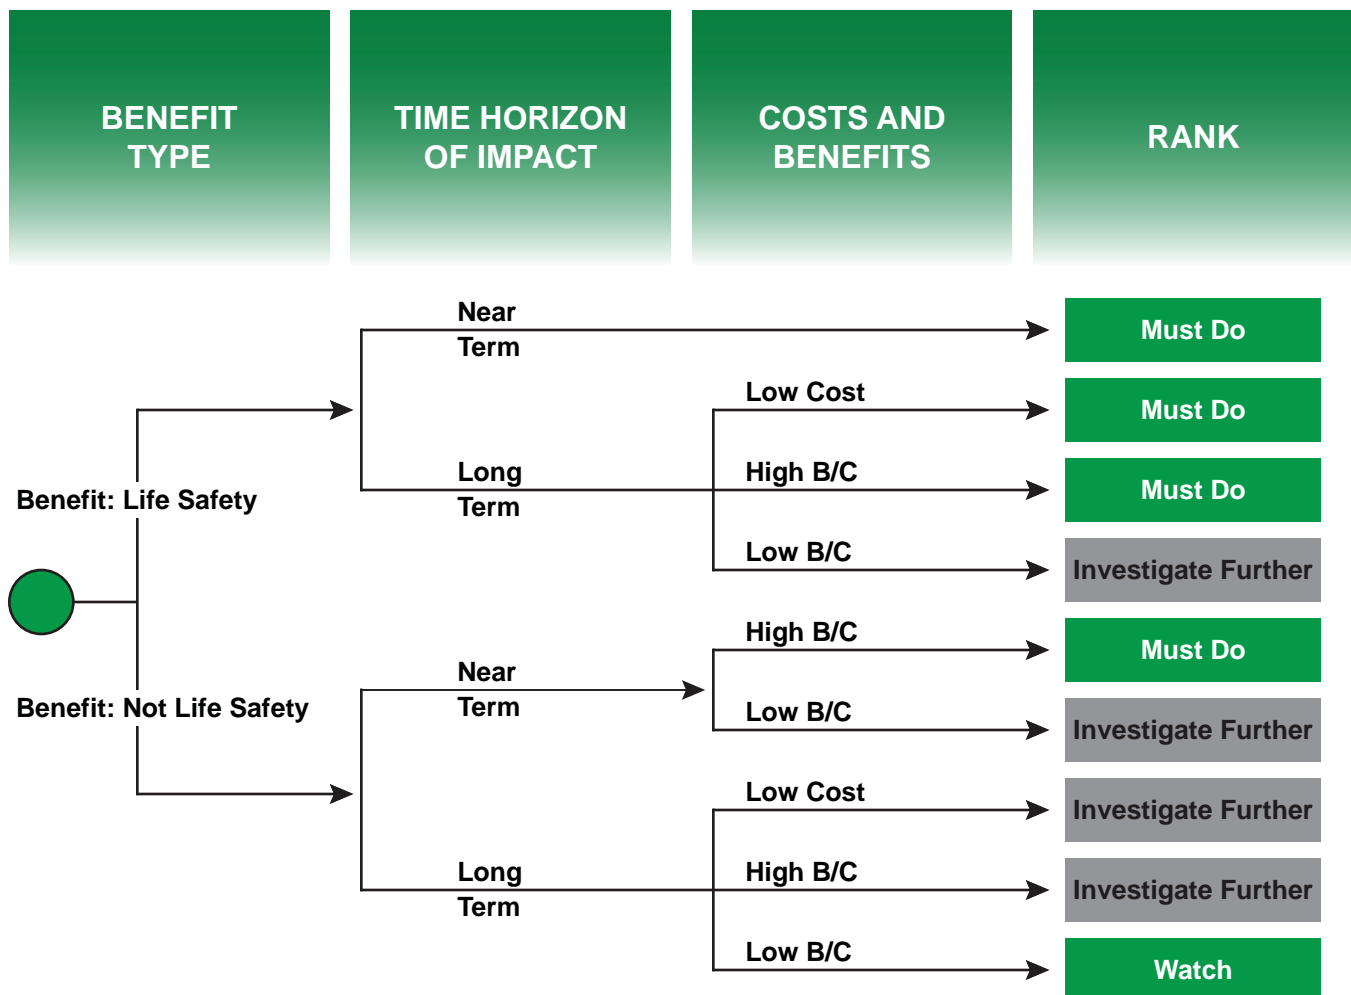 BENEFIT
TYPE
TIME HORIZON
OF IMPACT
COSTS AND
BENEFITS
RANK
Near
Term
Must Do
Low Cost
Must Do
Long
Term
High B/C
Must Do
Benefit: Life Safety
Low B/C
Investigate Further
High B/C
Must Do
Near
Term
Benefit: Not Life Safety
Low B/C
Investigate Further
Low Cost
Investigate Further
Long
Term
High B/C
Investigate Further
Low B/C
Watch